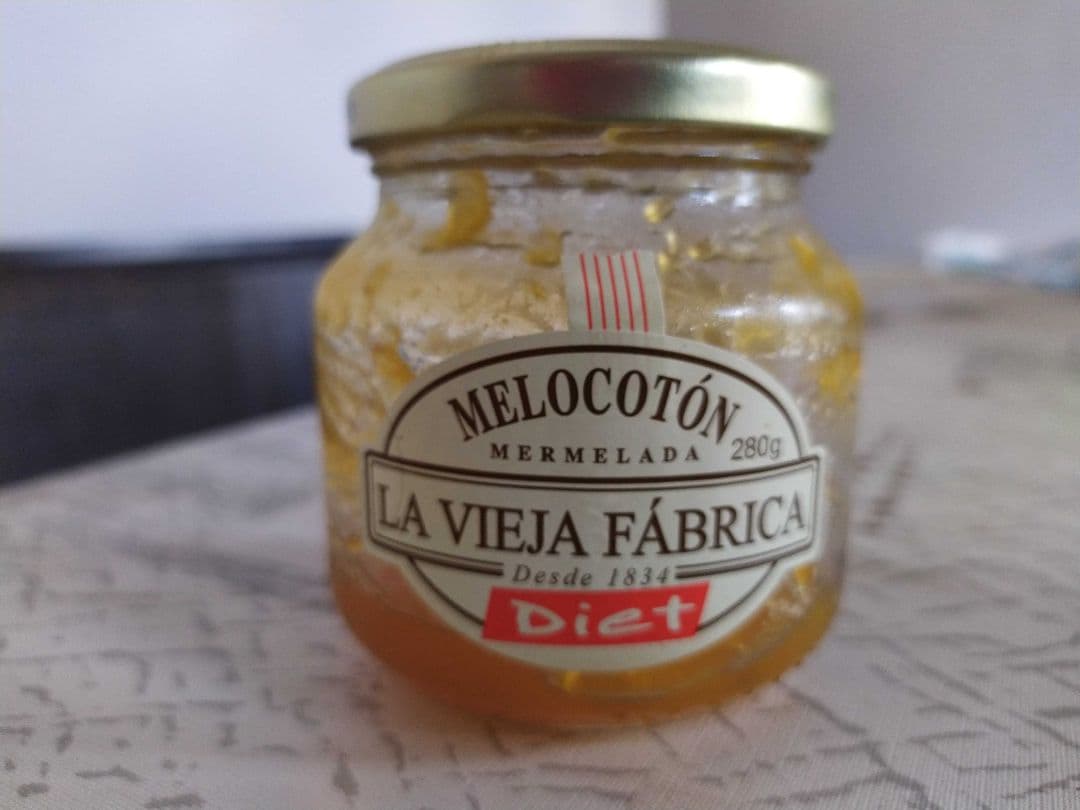 MELOCOTÓN
MERMELADA 280g
LA VIEJA FÁBRICA
Desde 1834
Diet